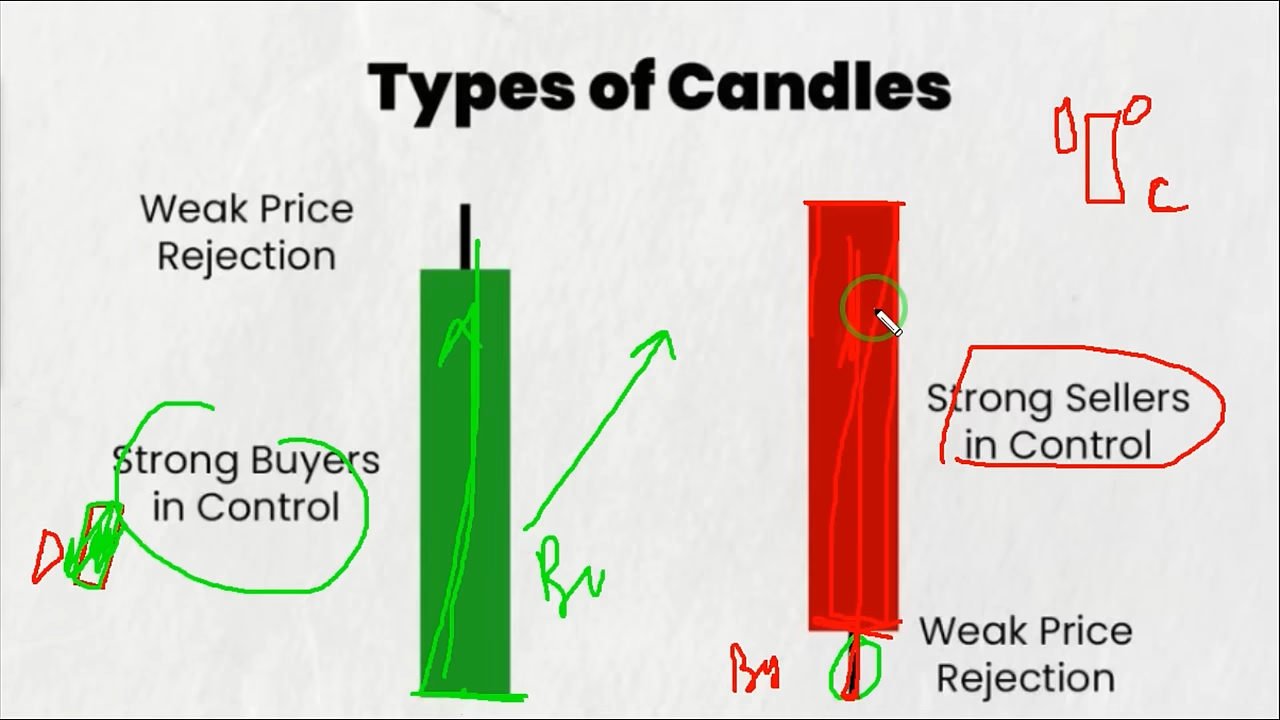 Types of Candles
Weak Price
Rejection
Strong Buyers
in Control
Strong Sellers
in Control
Weak Price
Rejection
O
C
D